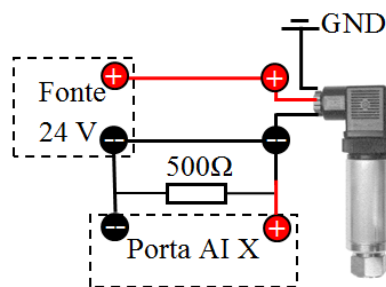 GND
Fonte
24 V
500Ω
Porta AI X